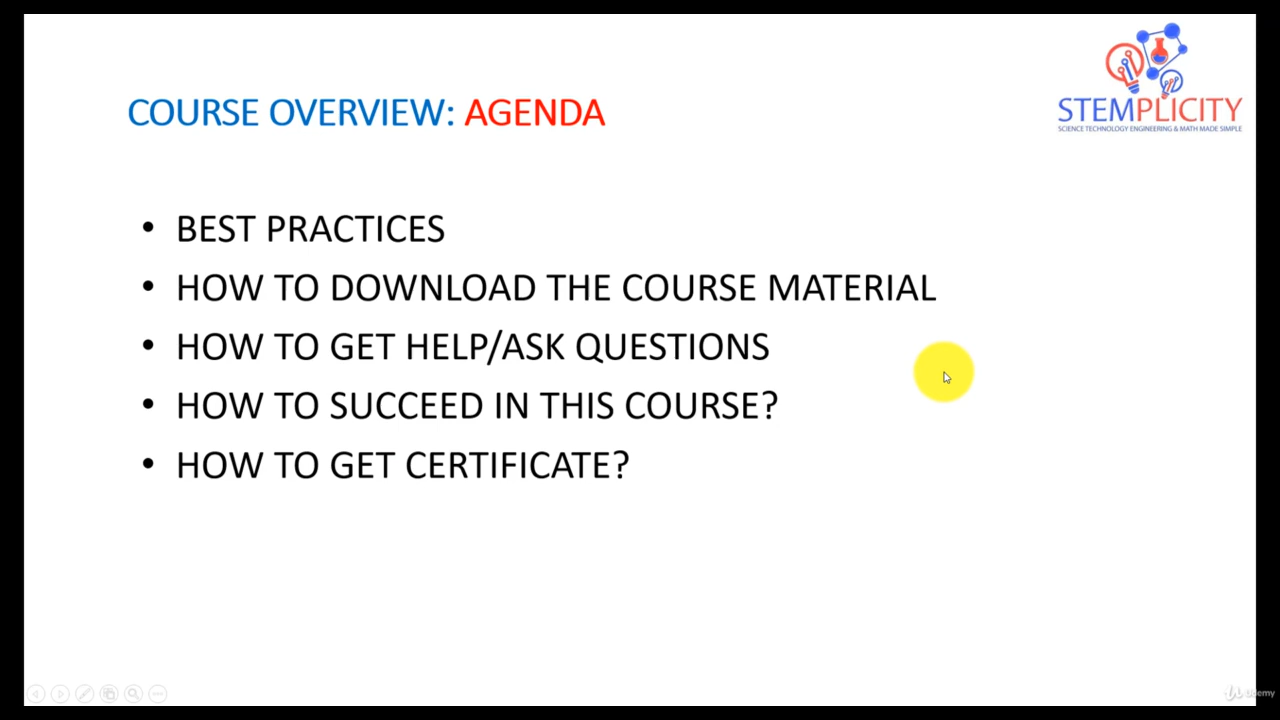 STEMPLICITY
SCIENCE TECHNOLOGY ENGINEERING & MATH MADE SIMPLE
COURSE OVERVIEW: AGENDA
• BEST PRACTICES
• HOW TO DOWNLOAD THE COURSE MATERIAL
• HOW TO GET HELP/ASK QUESTIONS
• HOW TO SUCCEED IN THIS COURSE?
• HOW TO GET CERTIFICATE?
Udemy